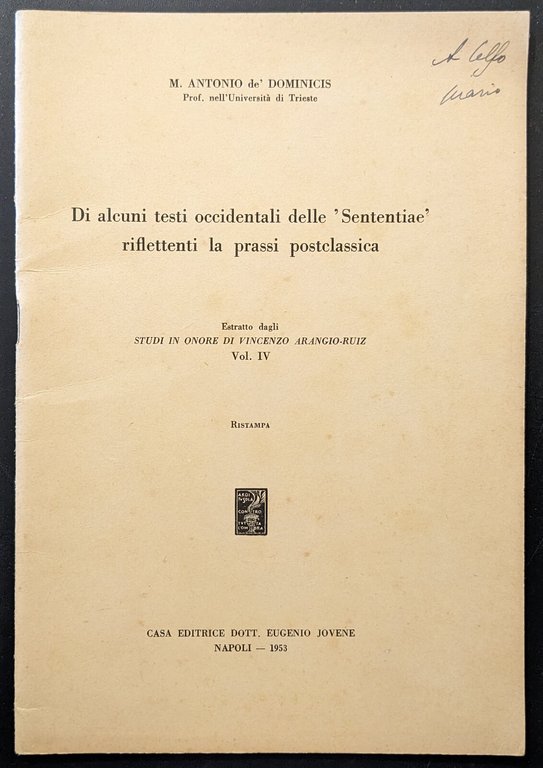 A Celfo
Mario
M. ANTONIO de' DOMINICIS
Prof. nell'Università di Trieste
Di alcuni testi occidentali delle 'Sententiae'
riflettenti la prassi postclassica
Estratto dagli
STUDI IN ONORE DI VINCENZO ARANGIO-RUIZ
Vol. IV
RISTAMPA
CASA EDITRICE DOTT. EUGENIO JOVENE
NAPOLI — 1953